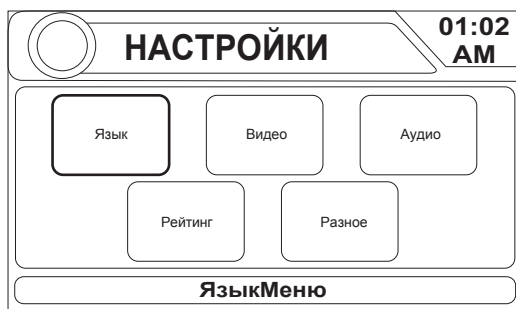 НАСТРОЙКИ
01:02
AM
Язык
Видео
Аудио
Рейтинг
Разное
ЯзыкМеню